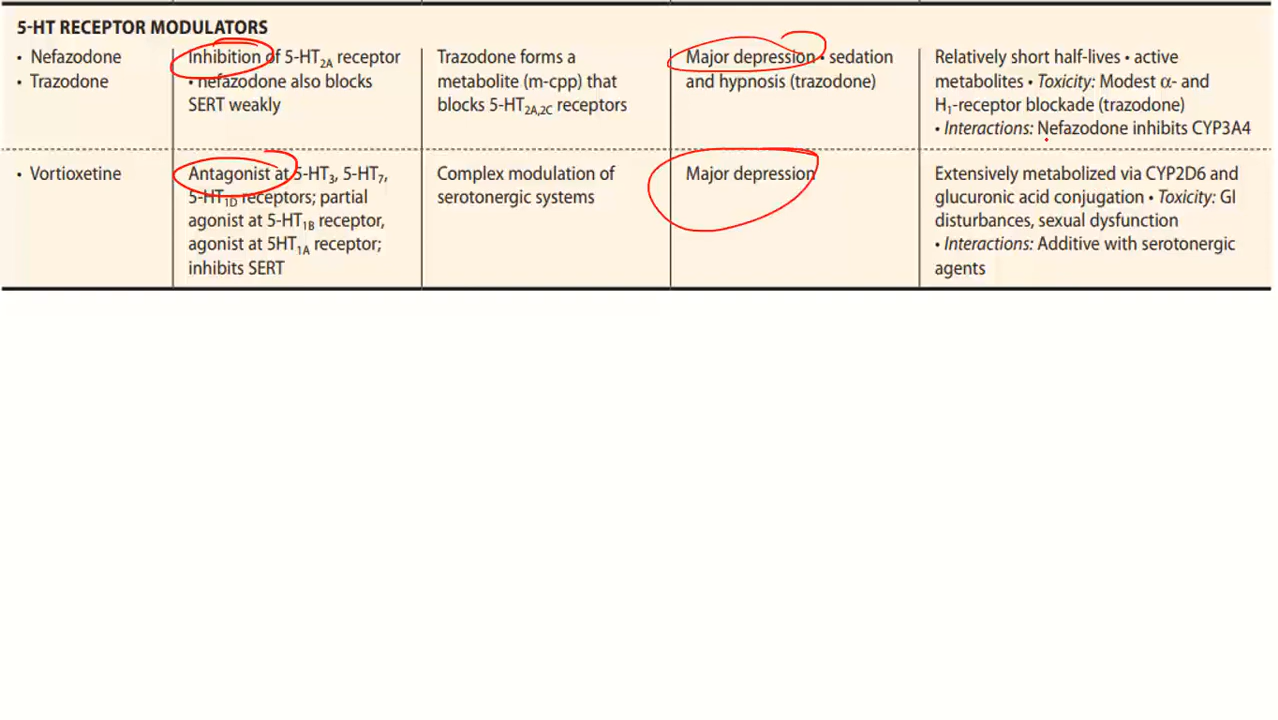 5-HT RECEPTOR MODULATORS
• Nefazodone
• Trazodone
Inhibition of 5-HT2A receptor
• nefazodone also blocks
SERT weakly
Trazodone forms a
metabolite (m-cpp) that
blocks 5-HT2A,2C receptors
Major depression • sedation
and hypnosis (trazodone)
Relatively short half-lives • active
metabolites • Toxicity: Modest α- and
H1-receptor blockade (trazodone)
• Interactions: Nefazodone inhibits CYP3A4
• Vortioxetine
Antagonist at 5-HT3, 5-HT7,
5-HT1D receptors; partial
agonist at 5-HT1B receptor,
agonist at 5HT1A receptor;
inhibits SERT
Complex modulation of
serotonergic systems
Major depression
Extensively metabolized via CYP2D6 and
glucuronic acid conjugation • Toxicity: GI
disturbances, sexual dysfunction
• Interactions: Additive with serotonergic
agents